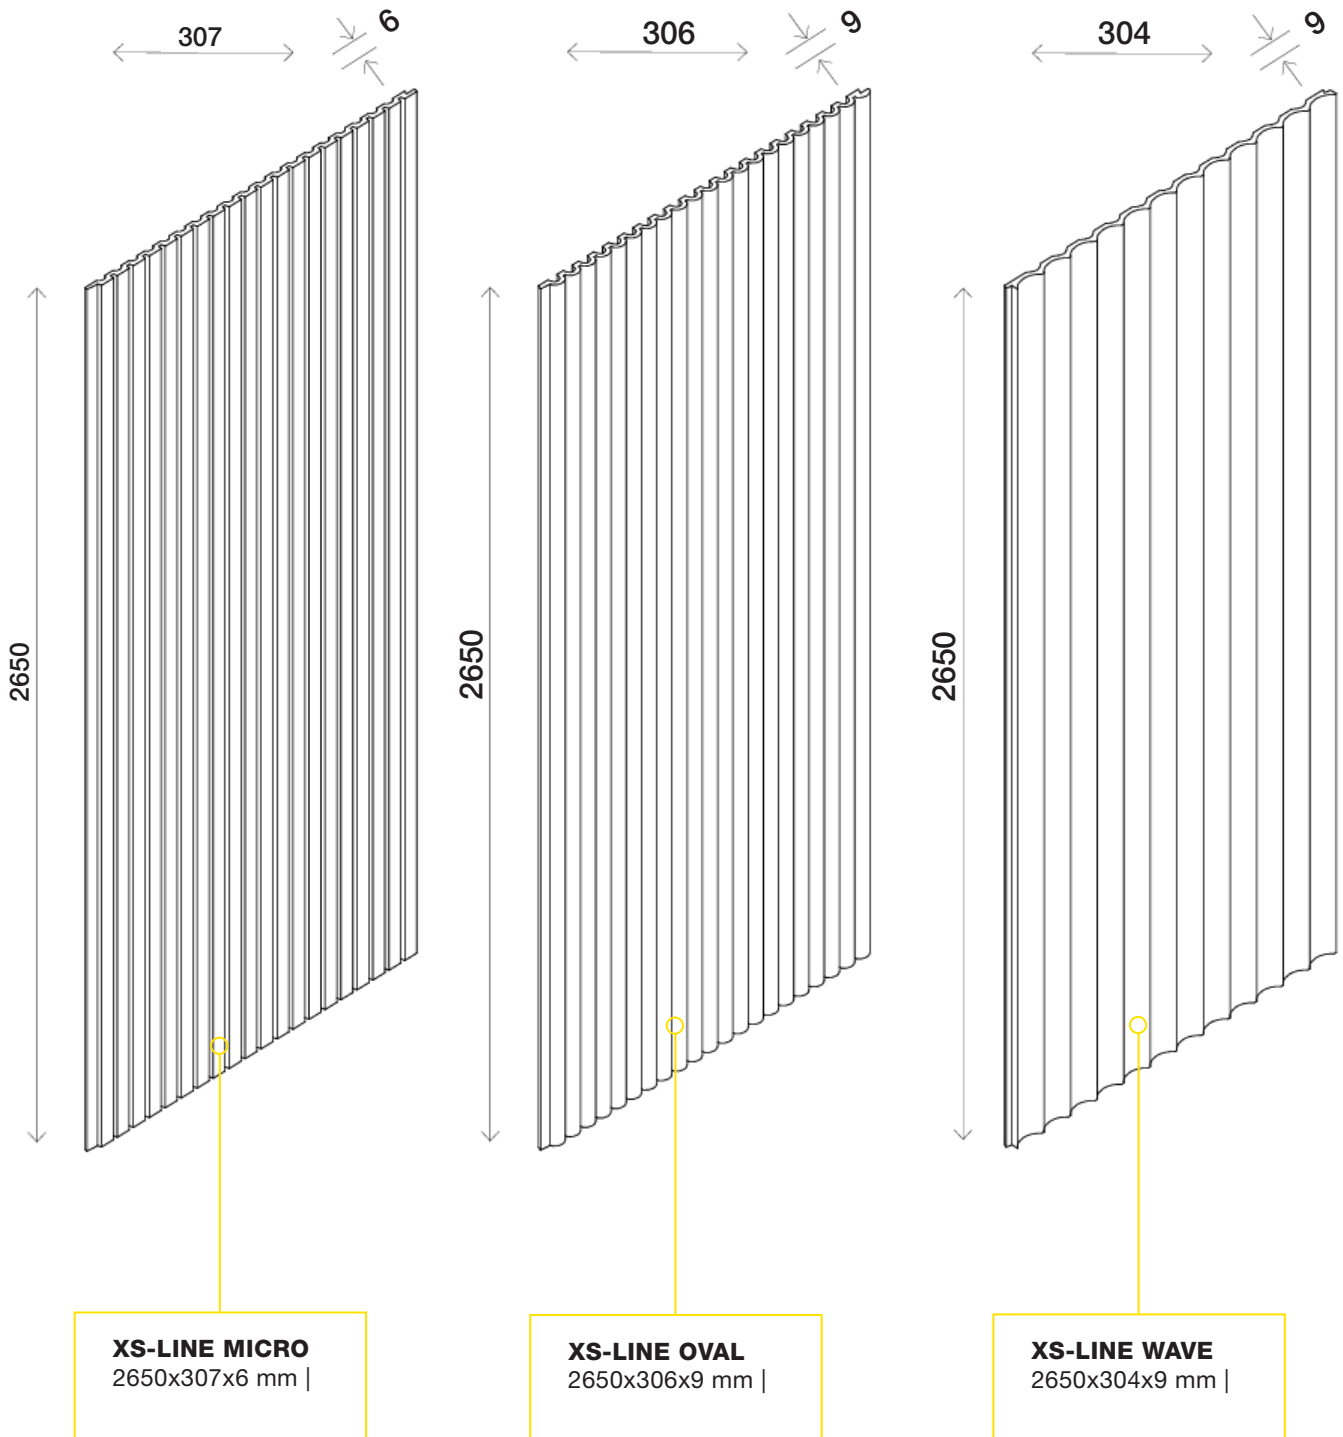 307
6
306
9
304
9
2650
2650
2650
XS-LINE MICRO
2650x307x6 mm |
XS-LINE OVAL
2650x306x9 mm |
XS-LINE WAVE
2650x304x9 mm |